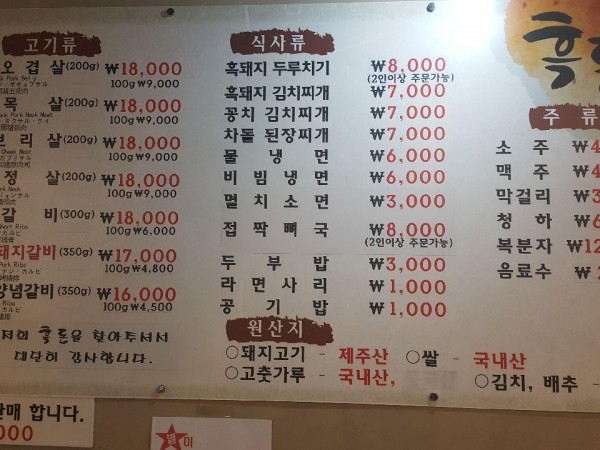 고기류
오 겹 살(200g) ₩18,000
100g ₩9,000
목 살(200g) ₩18,000
100g ₩9,000
살(200g) ₩18,000
100g ₩9,000
정 살(200g) ₩18,000
100g ₩9,000
갈 비(300g) ₩18,000
100g ₩6,000
돼지갈비(350g) ₩17,000
100g ₩4,800
양념갈비(350g) ₩16,000
100g ₩4,500
을 찾아주셔서
대단히 감사합니다.
식사류
흑돼지 두루치기 ₩8,000
(2인이상 주문가능)
흑돼지 김치찌개 ₩7,000
꽁치 김치찌개 ₩7,000
차돌 된장찌개 ₩7,000
물 냉 면 ₩6,000
비 빔 냉 면 ₩6,000
멸 치 소 면 ₩3,000
접 짝 뼈 국 ₩8,000
(2인이상 주문가능)
두 부 밥 ₩3,000
라 면 사 리 ₩1,000
공 기 밥 ₩1,000
원산지
○돼지고기 - 제주산 ○쌀 - 국내산
○고춧가루 - 국내산, ○김치, 배추 -
흑
주 류
소 주 ₩4
맥 주 ₩4
막걸리 ₩3
청 하 ₩
복분자 ₩12
음료수 ₩
판매 합니다.
000
별미